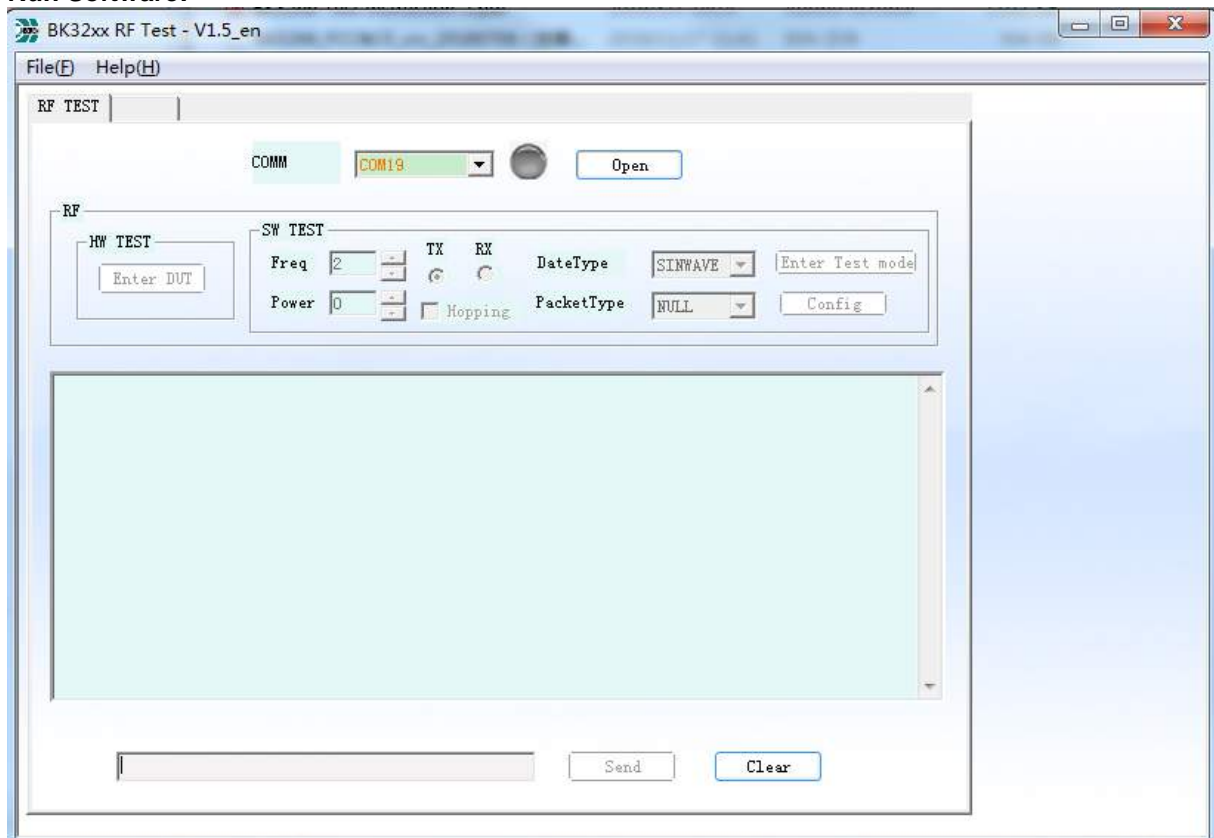 BK32xx RF Test - V1.5_en
File(F) Help(H)
RF TEST
COMM COM19 Open
RF
HW TEST
Enter DUT
SW TEST
Freq 2 TX RX DateType SINWAVE Enter Test mode
Power 0 Hopping PacketType NULL Config
Send Clear